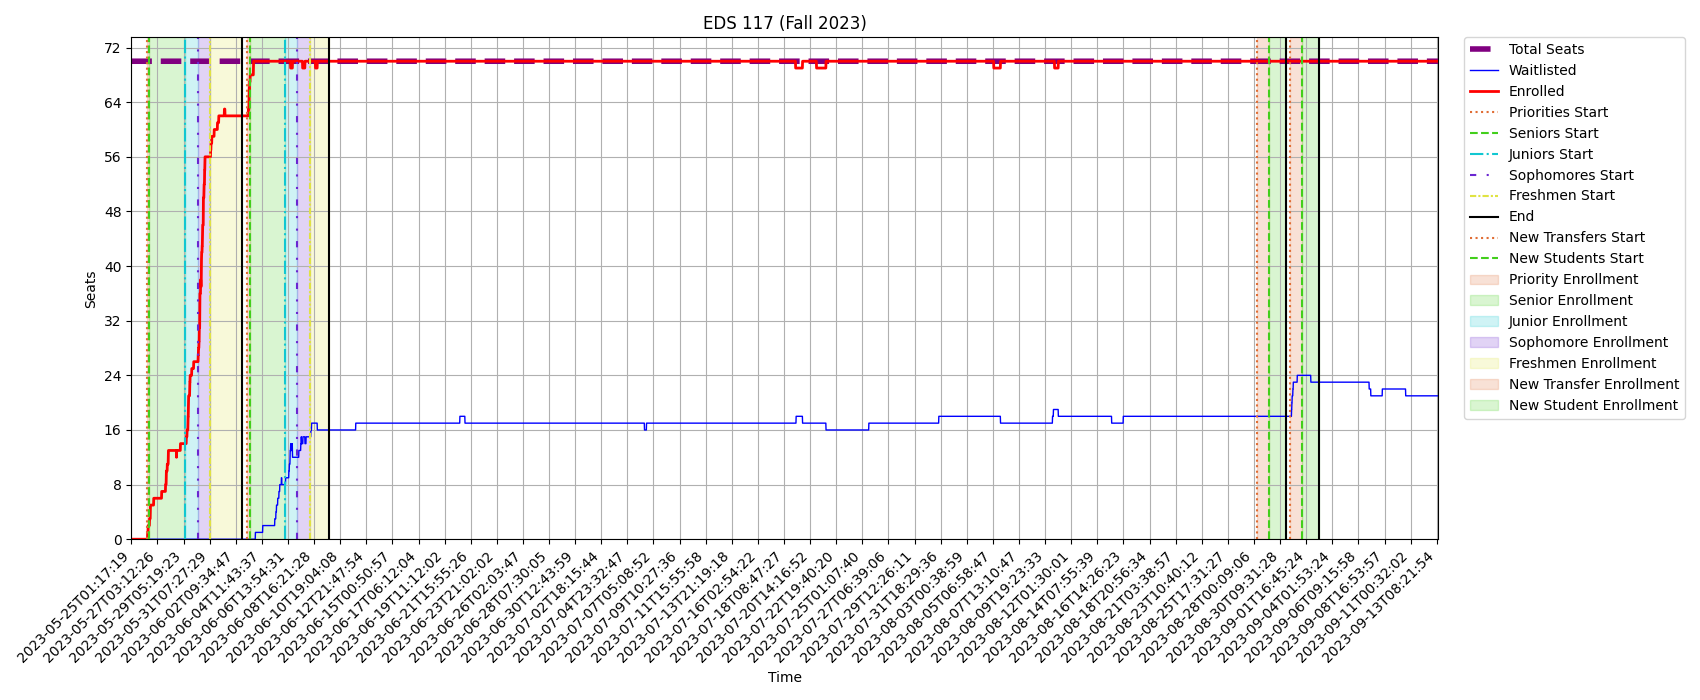 EDS 117 (Fall 2023)
72
64
56
48
40
32
24
16
8
0
Seats
2023-05-25T01:17:19
2023-05-27T03:12:26
2023-05-29T05:19:23
2023-05-31T07:27:29
2023-06-02T09:34:47
2023-06-04T11:43:37
2023-06-06T13:54:31
2023-06-08T16:21:28
2023-06-10T19:04:08
2023-06-12T21:47:54
2023-06-15T00:50:57
2023-06-17T06:12:04
2023-06-19T11:12:02
2023-06-21T15:55:26
2023-06-23T21:02:02
2023-06-26T02:03:47
2023-06-28T07:30:05
2023-06-30T12:43:59
2023-07-02T18:15:44
2023-07-04T23:32:47
2023-07-07T05:08:52
2023-07-09T10:27:36
2023-07-11T15:55:58
2023-07-13T21:19:18
2023-07-16T02:54:22
2023-07-18T08:47:27
2023-07-20T14:16:52
2023-07-22T19:40:20
2023-07-25T01:07:40
2023-07-27T06:39:06
2023-07-29T12:26:11
2023-07-31T18:29:36
2023-08-03T00:38:59
2023-08-05T06:58:47
2023-08-07T13:10:47
2023-08-09T19:23:33
2023-08-12T01:30:01
2023-08-14T07:55:39
2023-08-16T14:26:23
2023-08-18T20:56:34
2023-08-21T03:38:57
2023-08-23T10:40:12
2023-08-25T17:31:27
2023-08-28T00:09:06
2023-08-30T09:31:28
2023-09-01T16:45:24
2023-09-04T01:53:24
2023-09-06T09:15:58
2023-09-08T16:53:57
2023-09-11T00:32:02
2023-09-13T08:21:54
Time
Total Seats
Waitlisted
Enrolled
Priorities Start
Seniors Start
Juniors Start
Sophomores Start
Freshmen Start
End
New Transfers Start
New Students Start
Priority Enrollment
Senior Enrollment
Junior Enrollment
Sophomore Enrollment
Freshmen Enrollment
New Transfer Enrollment
New Student Enrollment